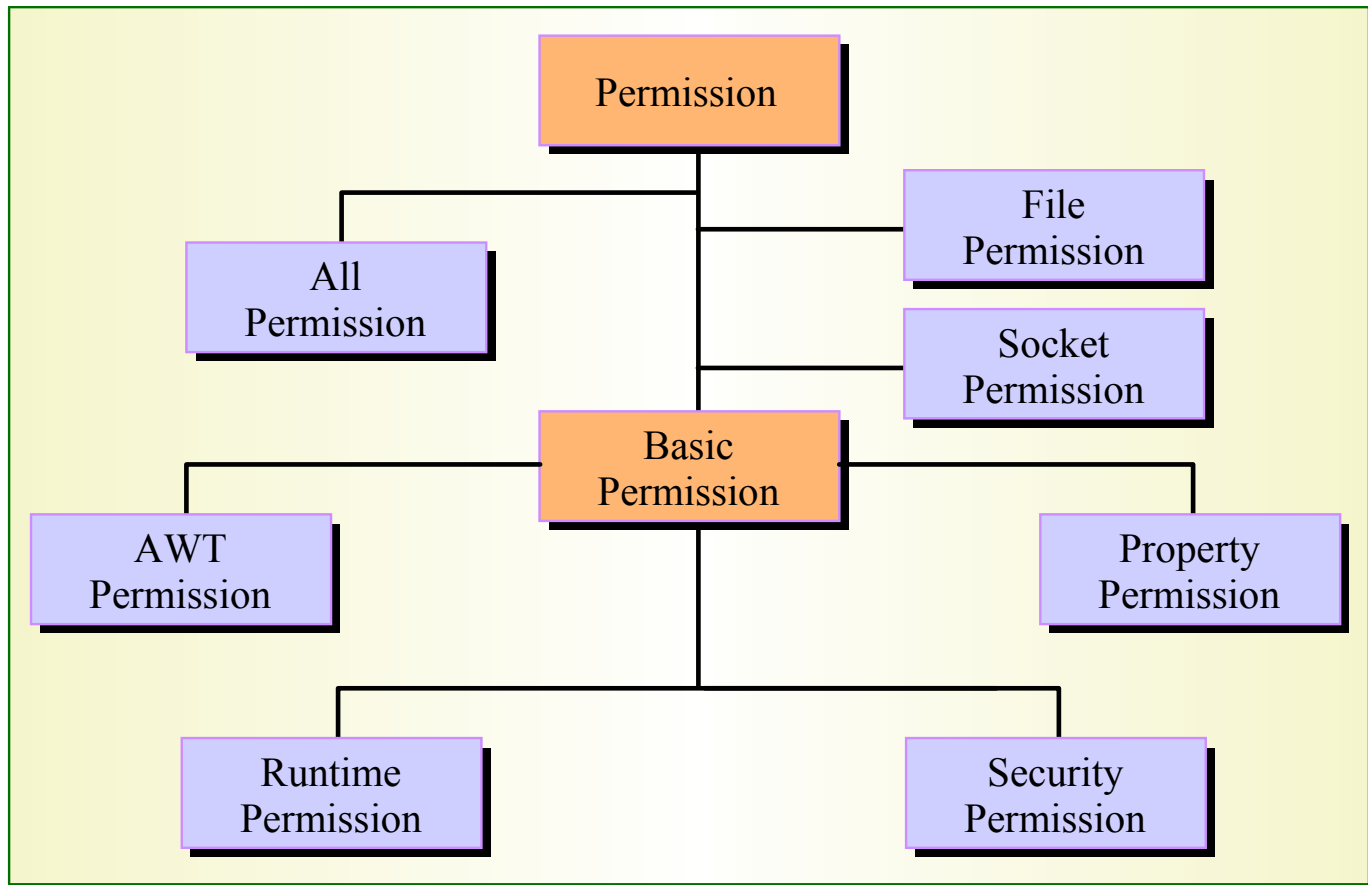 Permission
File
Permission
All
Permission
Socket
Permission
Basic
Permission
AWT
Permission
Property
Permission
Runtime
Permission
Security
Permission